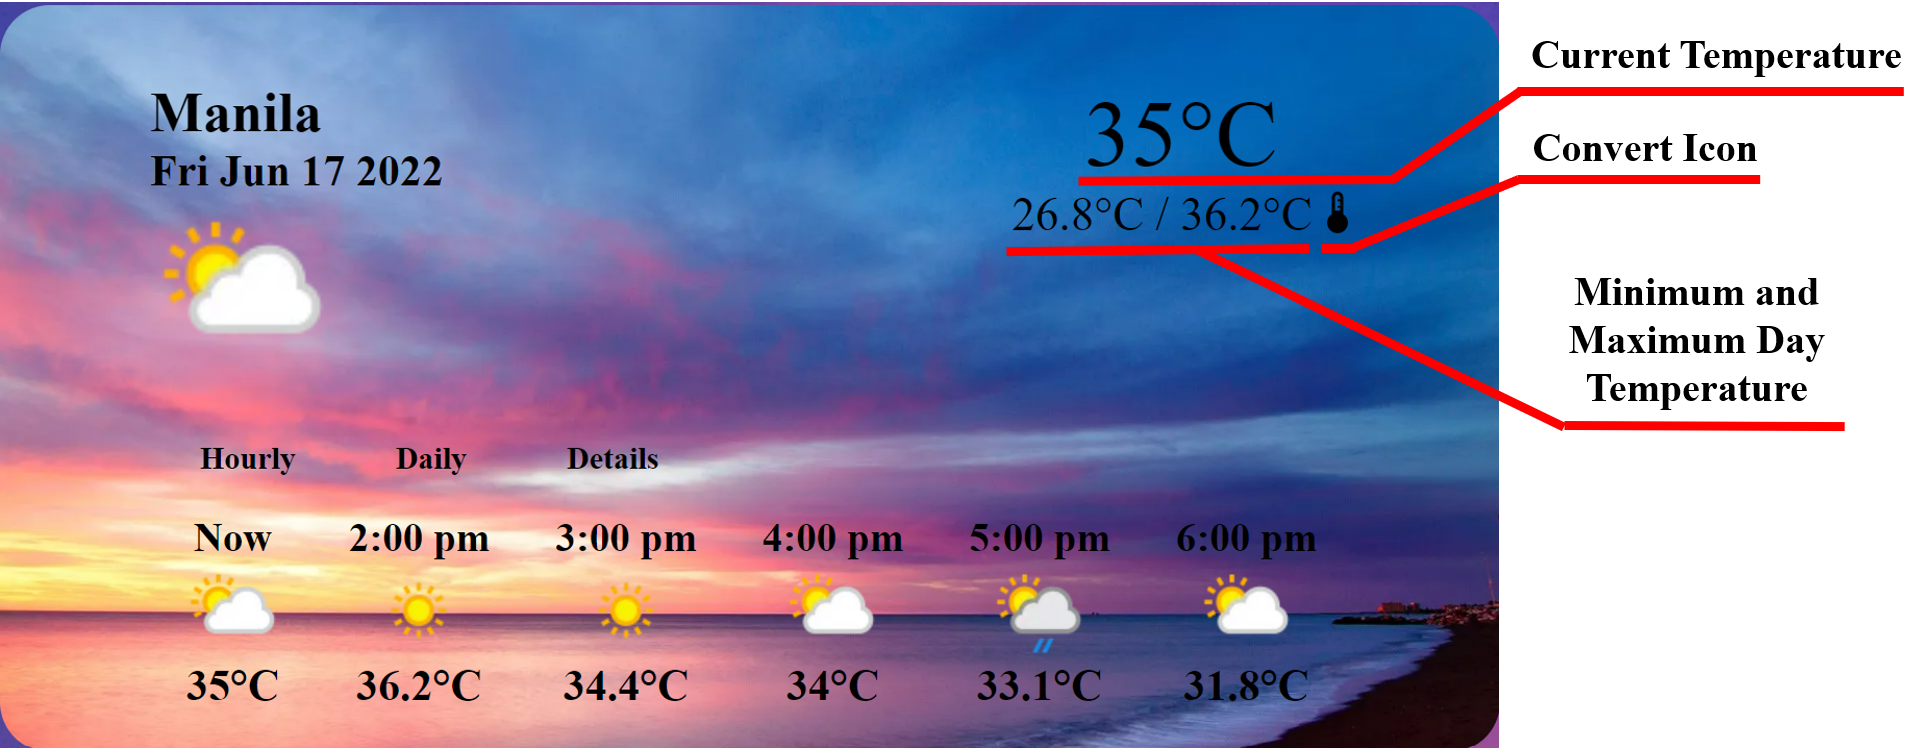 Manila
Fri Jun 17 2022
35°C
26.8°C / 36.2°C
Current Temperature
Convert Icon
Minimum and
Maximum Day
Temperature
Hourly Daily Details
Now 2:00 pm 3:00 pm 4:00 pm 5:00 pm 6:00 pm
35°C 36.2°C 34.4°C 34°C 33.1°C 31.8°C